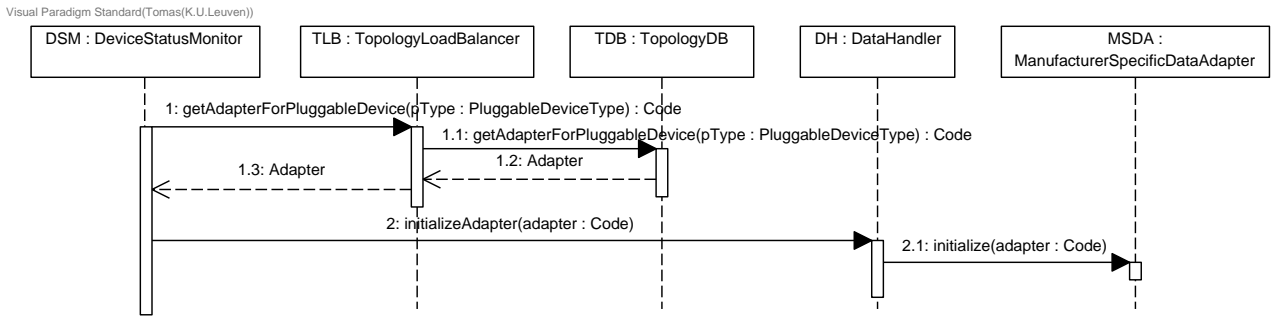 Visual Paradigm Standard(Tomas(K.U.Leuven))
DSM : DeviceStatusMonitor
TLB : TopologyLoadBalancer
TDB : TopologyDB
DH : DataHandler
MSDA :
ManufacturerSpecificDataAdapter
1: getAdapterForPluggableDevice(pType : PluggableDeviceType) : Code
1.1: getAdapterForPluggableDevice(pType : PluggableDeviceType) : Code
1.2: Adapter
1.3: Adapter
2: initializeAdapter(adapter : Code)
2.1: initialize(adapter : Code)